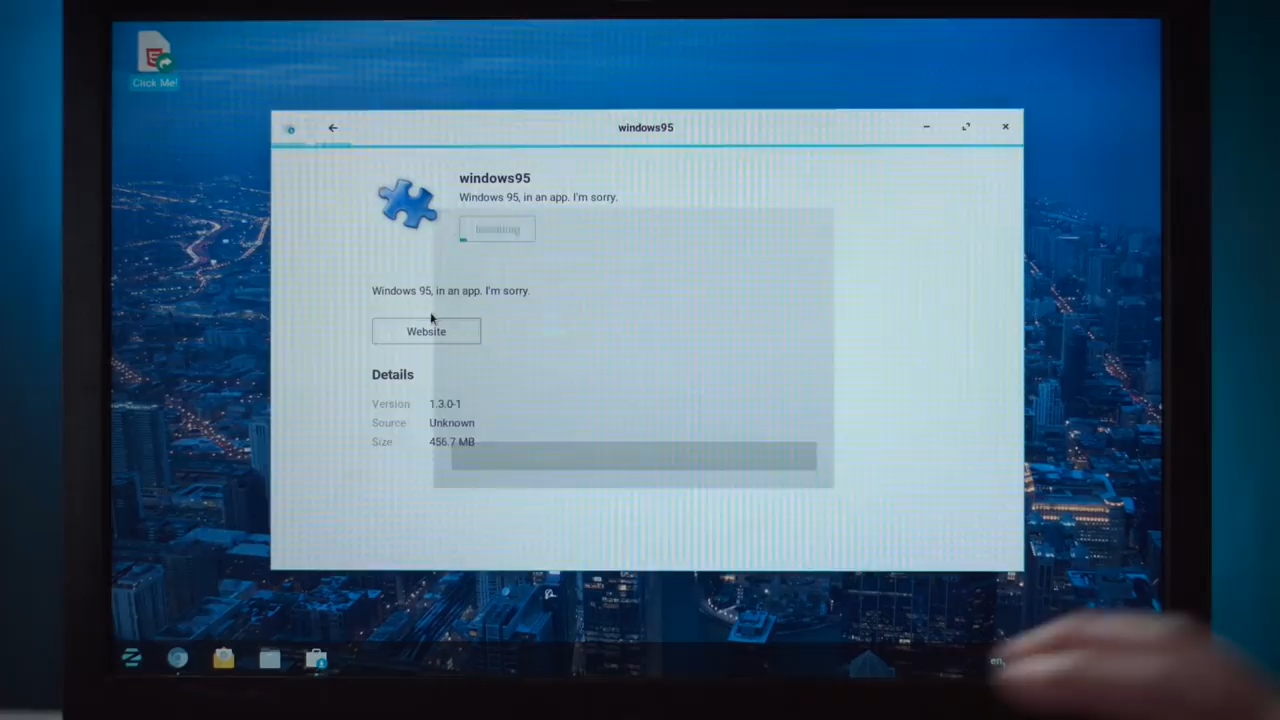 Click Me!
windows95
windows95
Windows 95, in an app. I'm sorry.
Installing
Windows 95, in an app. I'm sorry.
Website
Details
Version 1.3.0-1
Source Unknown
Size 456.7 MB
en,